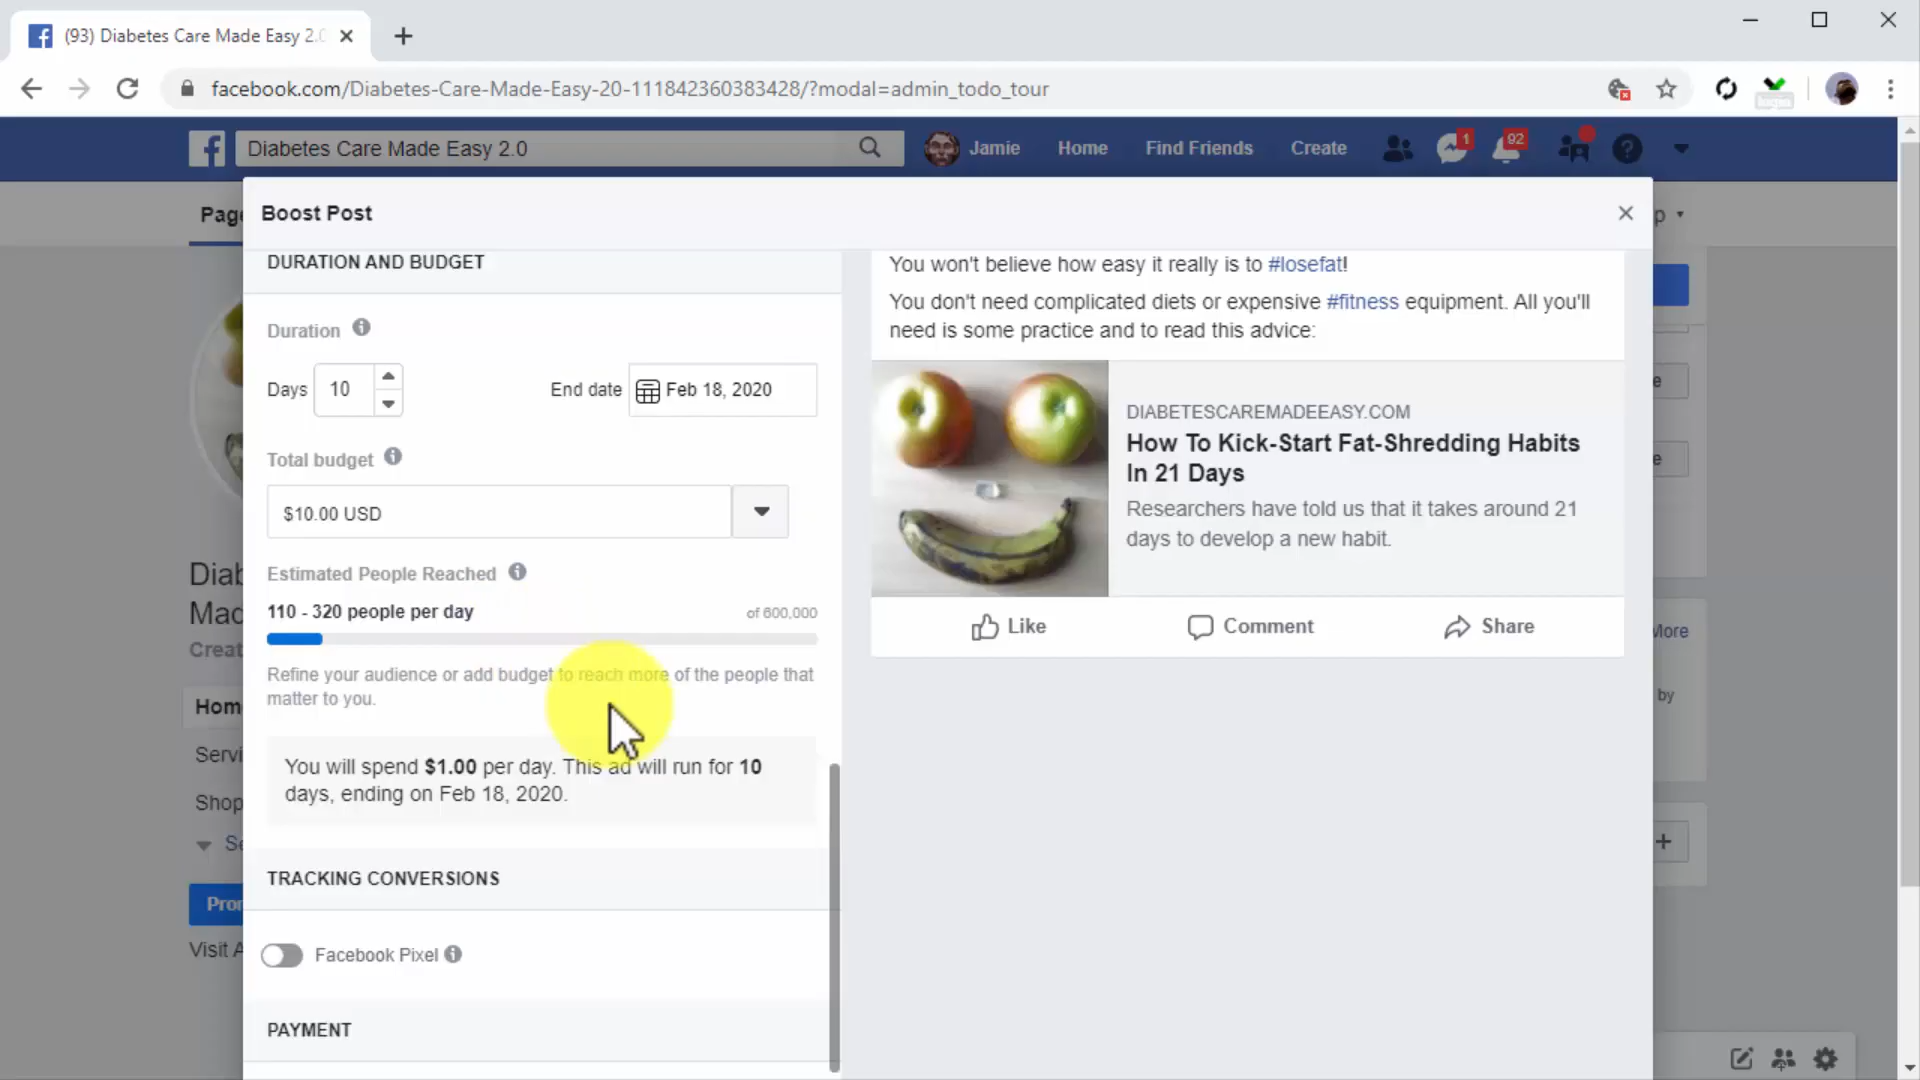 (93) Diabetes Care Made Easy 2.0
facebook.com/Diabetes-Care-Made-Easy-20-111842360383428/?modal=admin_todo_tour
login
Diabetes Care Made Easy 2.0
Jamie
Home
Find Friends
Create
1
92
Page
p
Boost Post
DURATION AND BUDGET
Duration
Days 10
End date Feb 18, 2020
Total budget
$10.00 USD
Estimated People Reached
110 - 320 people per day
of 600,000
Refine your audience or add budget to reach more of the people that
matter to you.
You will spend $1.00 per day. This ad will run for 10
days, ending on Feb 18, 2020.
TRACKING CONVERSIONS
Facebook Pixel
PAYMENT
You won't believe how easy it really is to #losefat!
You don't need complicated diets or expensive #fitness equipment. All you'll
need is some practice and to read this advice:
DIABETESCAREMADEEASY.COM
How To Kick-Start Fat-Shredding Habits
In 21 Days
Researchers have told us that it takes around 21
days to develop a new habit.
Like
Comment
Share
Diab
Mad
Creat
Hom
Servi
Shop
Se
Pror
Visit A
e
e
More
by